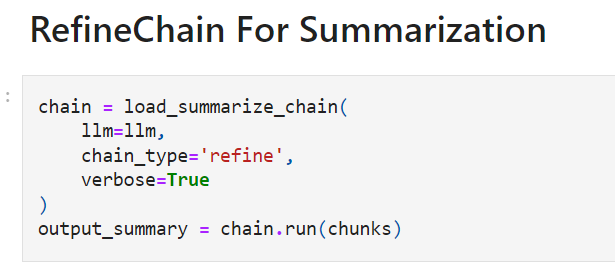 RefineChain For Summarization
:
chain = load_summarize_chain(
    llm=llm,
    chain_type='refine',
    verbose=True
)
output_summary = chain.run(chunks)